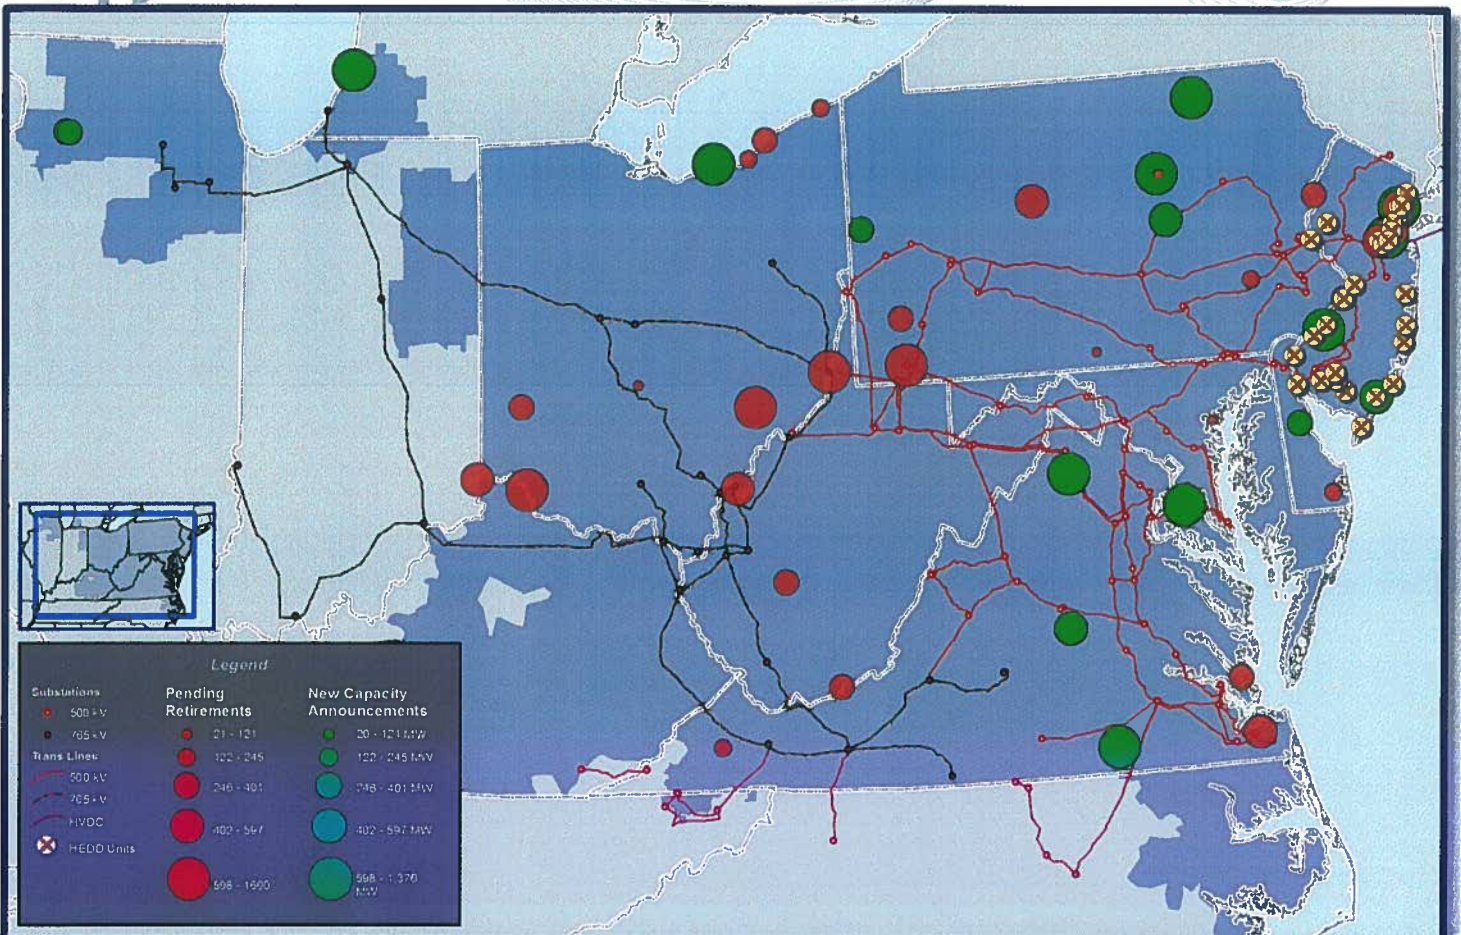 Legend
Substations
500 kV
765 kV
Trans Lines
500 kV
765 kV
HVDC
HEDD Units
Pending
Retirements
21 - 121
122 - 245
246 - 401
402 - 597
598 - 1600
New Capacity
Announcements
20 - 121 MW
122 - 245 MW
246 - 401 MW
402 - 597 MW
598 - 1,376
MW